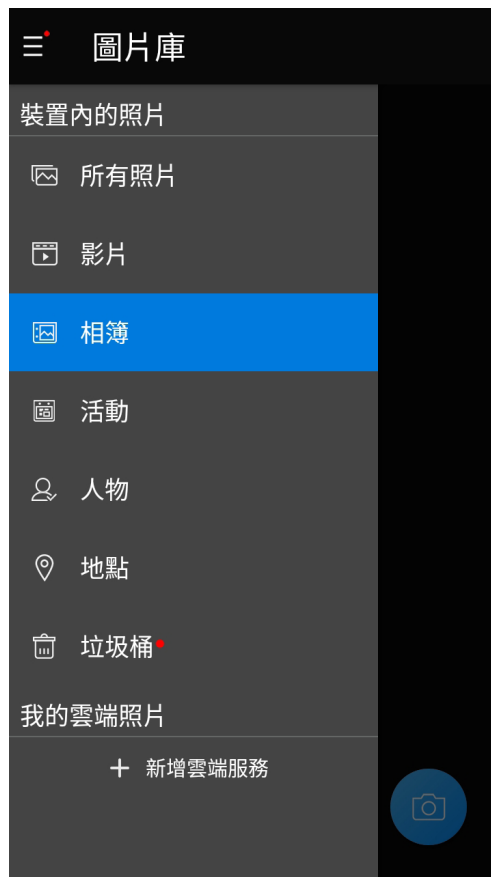 圖片庫
裝置內的照片
所有照片
影片
相簿
活動
人物
地點
垃圾桶
我的雲端照片
新增雲端服務